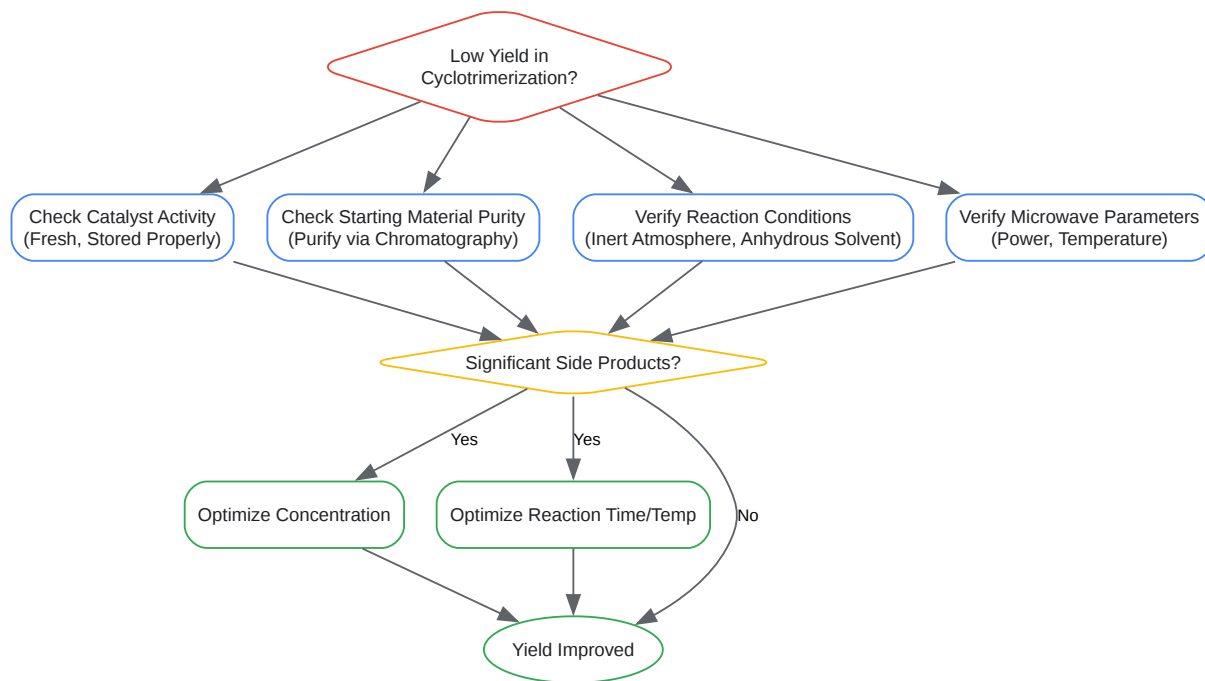 Low Yield in
Cyclotrimerization?
Check Catalyst Activity
(Fresh, Stored Properly)
Check Starting Material Purity
(Purify via Chromatography)
Verify Reaction Conditions
(Inert Atmosphere, Anhydrous Solvent)
Verify Microwave Parameters
(Power, Temperature)
Significant Side Products?
Yes
Yes
No
Optimize Concentration
Optimize Reaction Time/Temp
Yield Improved